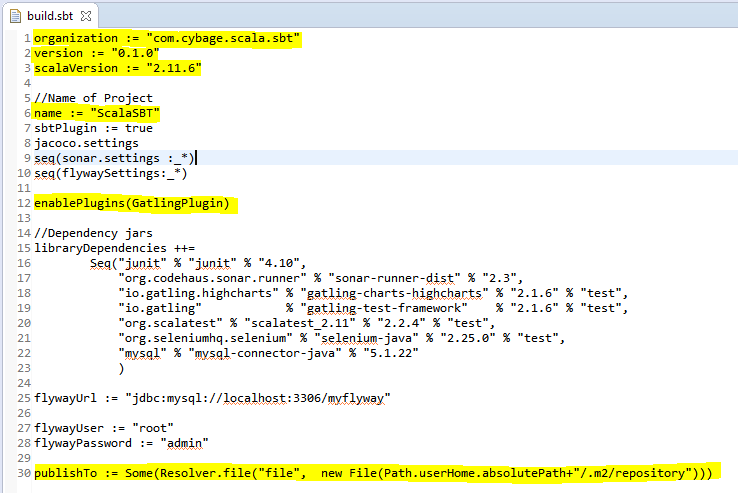 build.sbt
1 organization := "com.cybage.scala.sbt"
2 version := "0.1.0"
3 scalaVersion := "2.11.6"
4
5 //Name of Project
6 name := "ScalaSBT"
7 sbtPlugin := true
8 jacoco.settings
9 seq(sonar.settings :_*)
10 seq(flywaySettings:_*)
11
12 enablePlugins(GatlingPlugin)
13
14 //Dependency jars
15 libraryDependencies ++=
16         Seq("junit" % "junit" % "4.10",
17             "org.codehaus.sonar.runner" % "sonar-runner-dist" % "2.3",
18             "io.gatling.highcharts" % "gatling-charts-highcharts" % "2.1.6" % "test",
19             "io.gatling"            % "gatling-test-framework"    % "2.1.6" % "test",
20             "org.scalatest" % "scalatest_2.11" % "2.2.4" % "test",
21             "org.seleniumhq.selenium" % "selenium-java" % "2.25.0" % "test",
22             "mysql" % "mysql-connector-java" % "5.1.22"
23             )
24
25 flywayUrl := "jdbc:mysql://localhost:3306/myflyway"
26
27 flywayUser := "root"
28 flywayPassword := "admin"
29
30 publishTo := Some(Resolver.file("file",  new File(Path.userHome.absolutePath+"/.m2/repository")))